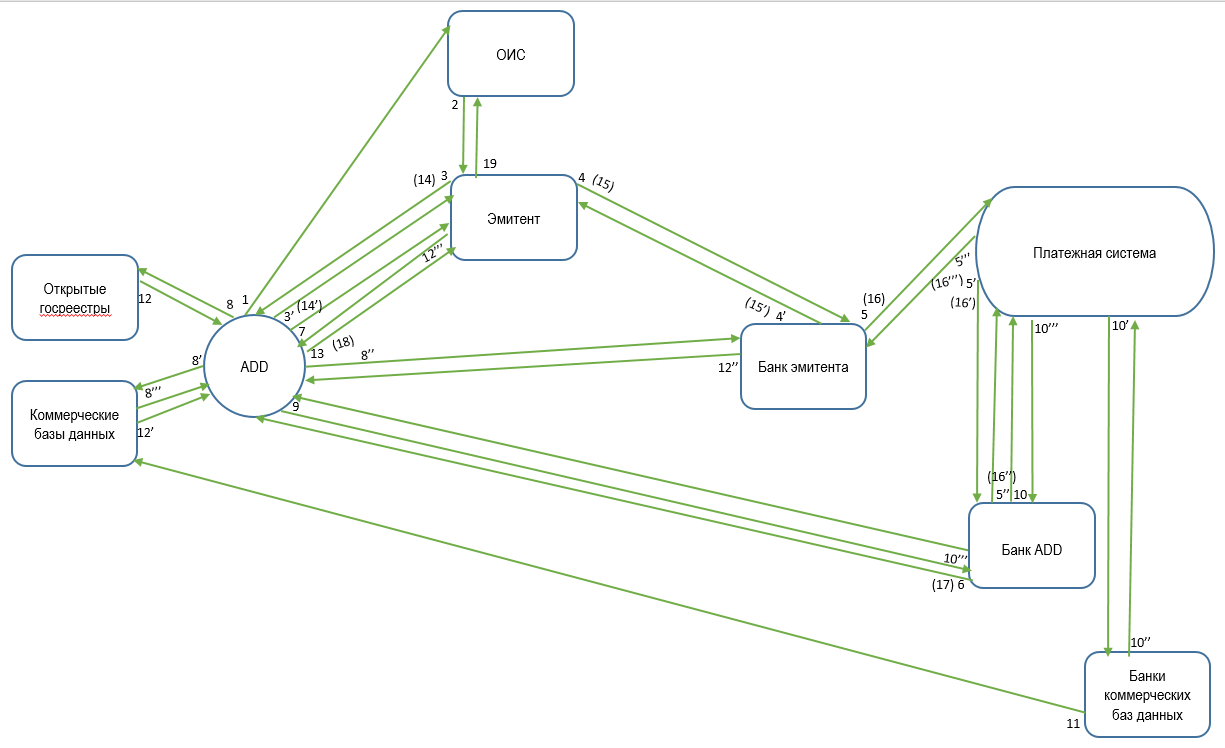 ОИС
2
19
(14) 3
4 (15)
Эмитент
12'''
Платежная система
5'''
(16''') 5'
(16')
(16)
5
(15') 4'
Открытые
госреестры
12
8 1
3' (14')
7
13 (18)
8''
ADD
8'
8'''
12'
Коммерческие
базы данных
9
12''
Банк эмитента
10'''
10'
(16'')
5'' 10
Банк ADD
10'''
(17) 6
10''
Банки
коммерческих
баз данных
11